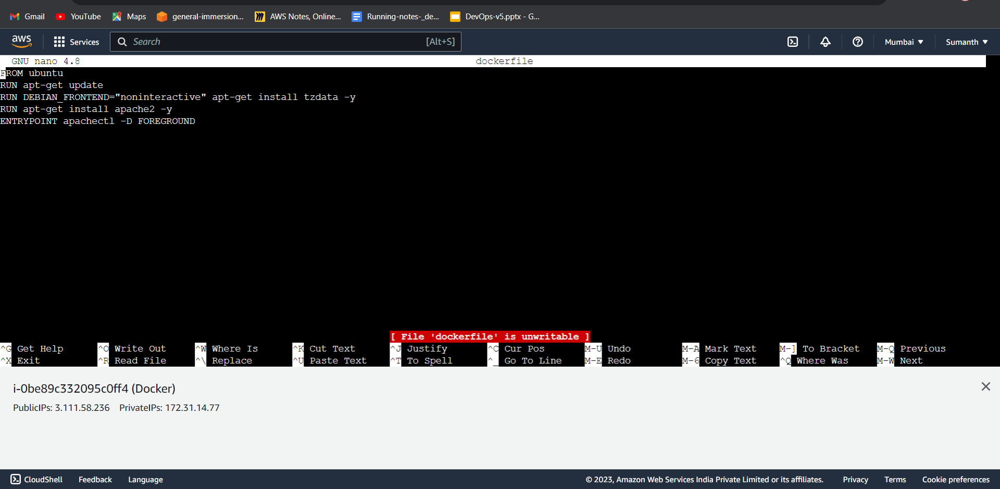 Gmail YouTube Maps general-immersion... AWS Notes, Online... Running-notes-_de... DevOps-v5.pptx - G...
aws Services Search [Alt+S] Mumbai Sumanth
GNU nano 4.8 dockerfile
FROM ubuntu
RUN apt-get update
RUN DEBIAN_FRONTEND="noninteractive" apt-get install tzdata -y
RUN apt-get install apache2 -y
ENTRYPOINT apachectl -D FOREGROUND
[ File 'dockerfile' is unwritable ]
^G Get Help ^O Write Out ^W Where Is ^K Cut Text ^J Justify ^C Cur Pos M-U Undo M-A Mark Text M-] To Bracket M-Q Previous
^X Exit ^R Read File ^\ Replace ^U Paste Text ^T To Spell ^_ Go To Line M-E Redo M-6 Copy Text ^Q Where Was M-W Next
i-0be89c332095c0ff4 (Docker)
PublicIPs: 3.111.58.236 PrivateIPs: 172.31.14.77
CloudShell Feedback Language © 2023, Amazon Web Services India Private Limited or its affiliates. Privacy Terms Cookie preferences